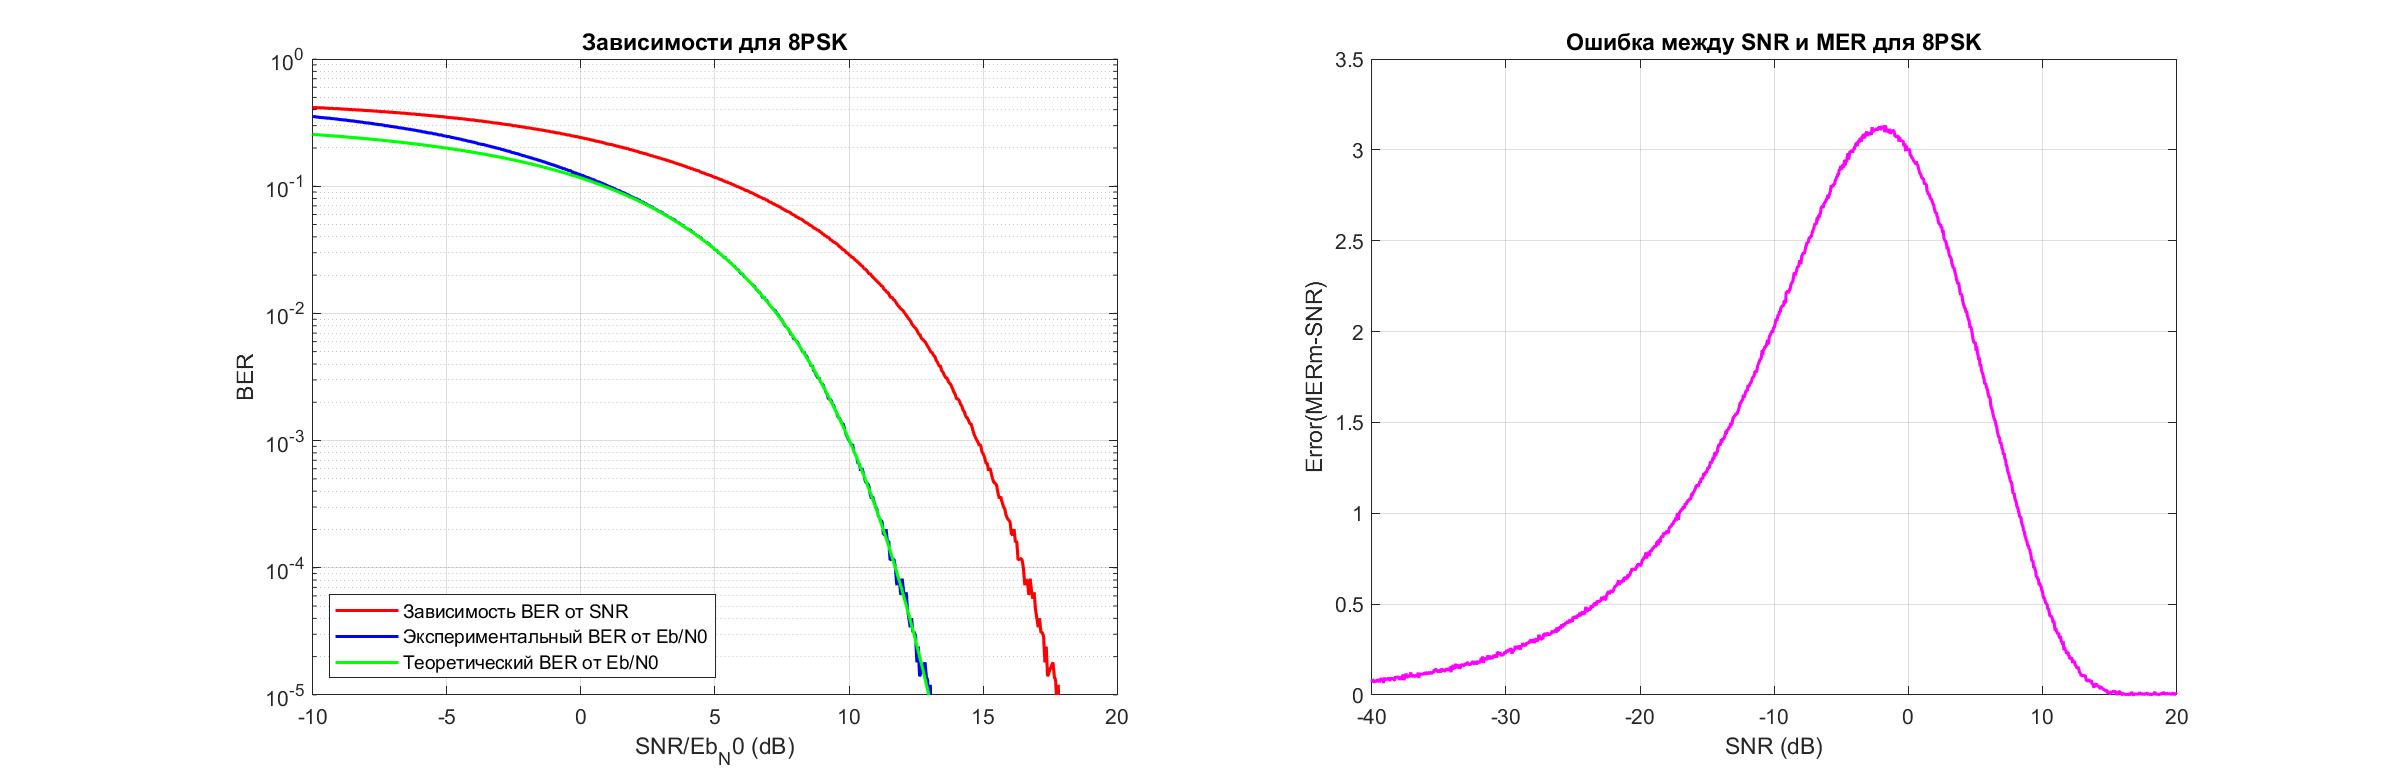 Зависимости для 8PSK
10^0
10^-1
10^-2
10^-3
10^-4
10^-5
BER
Зависимость BER от SNR
Экспериментальный BER от Eb/N0
Теоретический BER от Eb/N0
-10 -5 0 5 10 15 20
SNR/Eb_N0 (dB)
Ошибка между SNR и MER для 8PSK
3.5
3
2.5
2
1.5
1
0.5
0
Error(MERm-SNR)
-40 -30 -20 -10 0 10 20
SNR (dB)